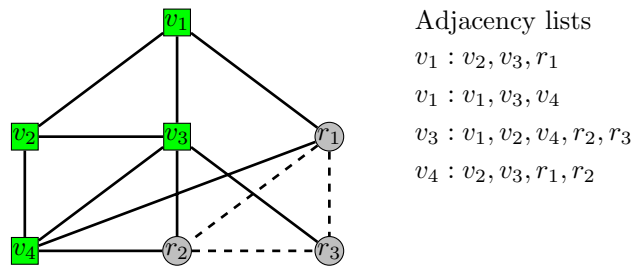 v₁
v₂
v₃
r₁
v₄
r₂
r₃
Adjacency lists
v₁ : v₂, v₃, r₁
v₁ : v₁, v₃, v₄
v₃ : v₁, v₂, v₄, r₂, r₃
v₄ : v₂, v₃, r₁, r₂